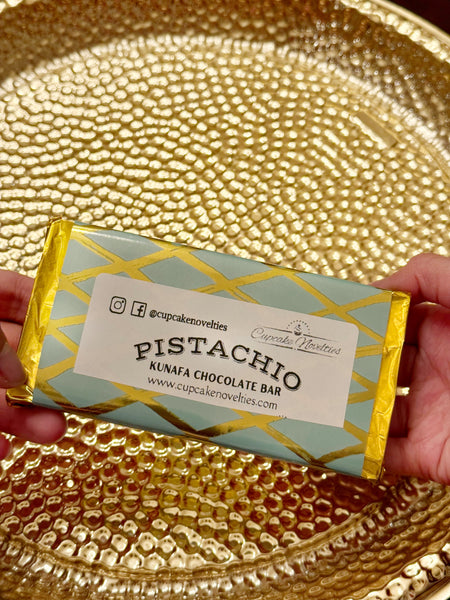 @cupcakenovelties
Cupcake Novelties
PISTACHIO
KUNAFA CHOCOLATE BAR
www.cupcakenovelties.com